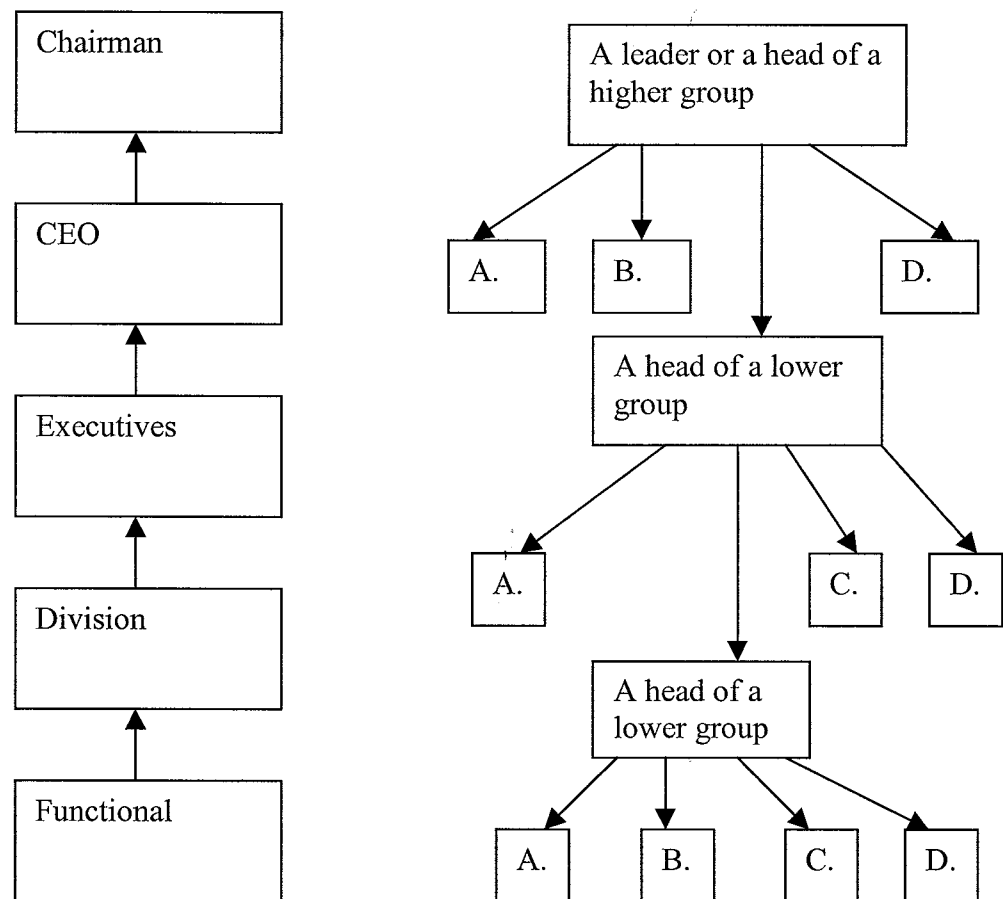 Chairman
CEO
Executives
Division
Functional
A leader or a head of a
higher group
A.
B.
D.
A head of a lower
group
A.
C.
D.
A head of a
lower group
A.
B.
C.
D.